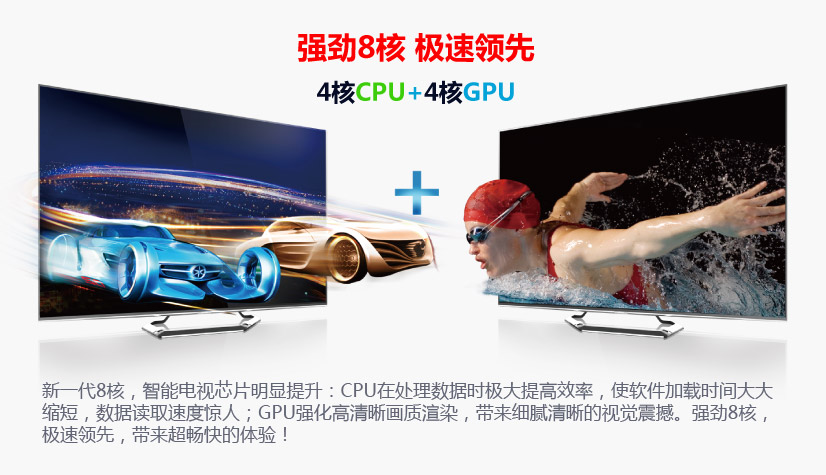 强劲8核 极速领先
4核CPU+4核GPU
新一代8核，智能电视芯片明显提升：CPU在处理数据时极大提高效率，使软件加载时间大大
缩短，数据读取速度惊人；GPU强化高清晰画质渲染，带来细腻清晰的视觉震撼。强劲8核，
极速领先，带来超畅快的体验！